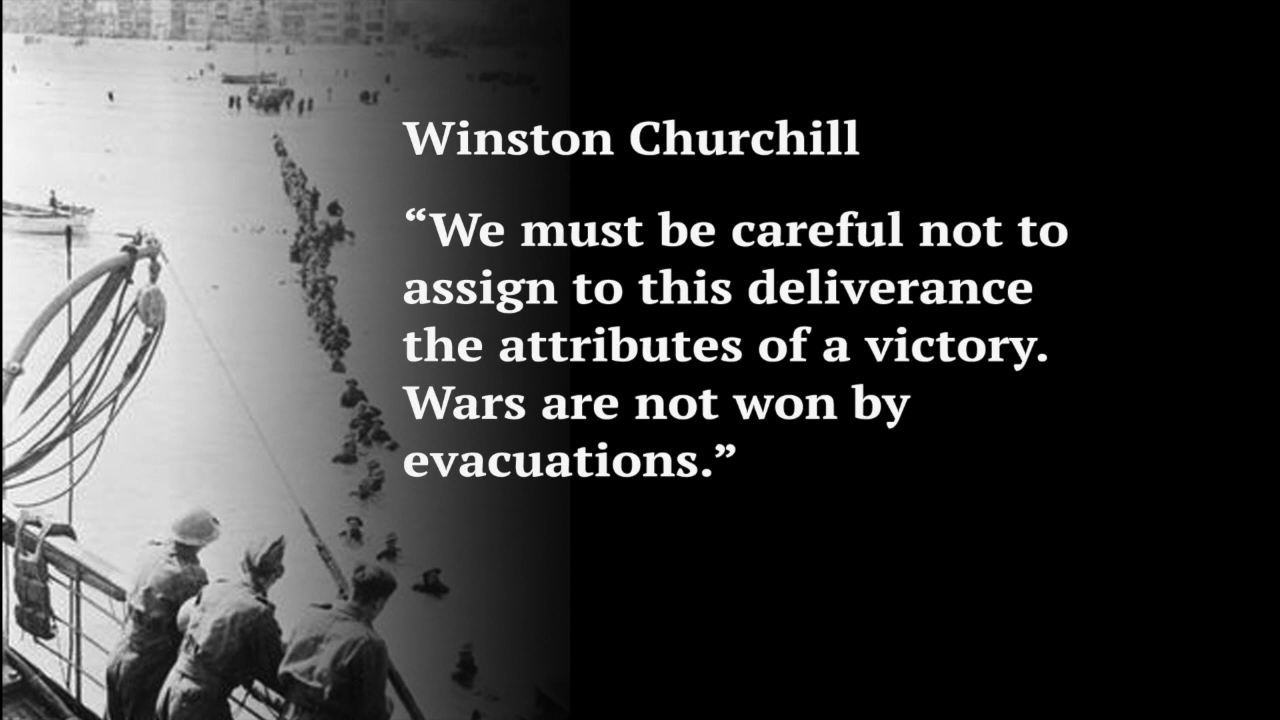 Winston Churchill
“We must be careful not to
assign to this deliverance
the attributes of a victory.
Wars are not won by
evacuations.”